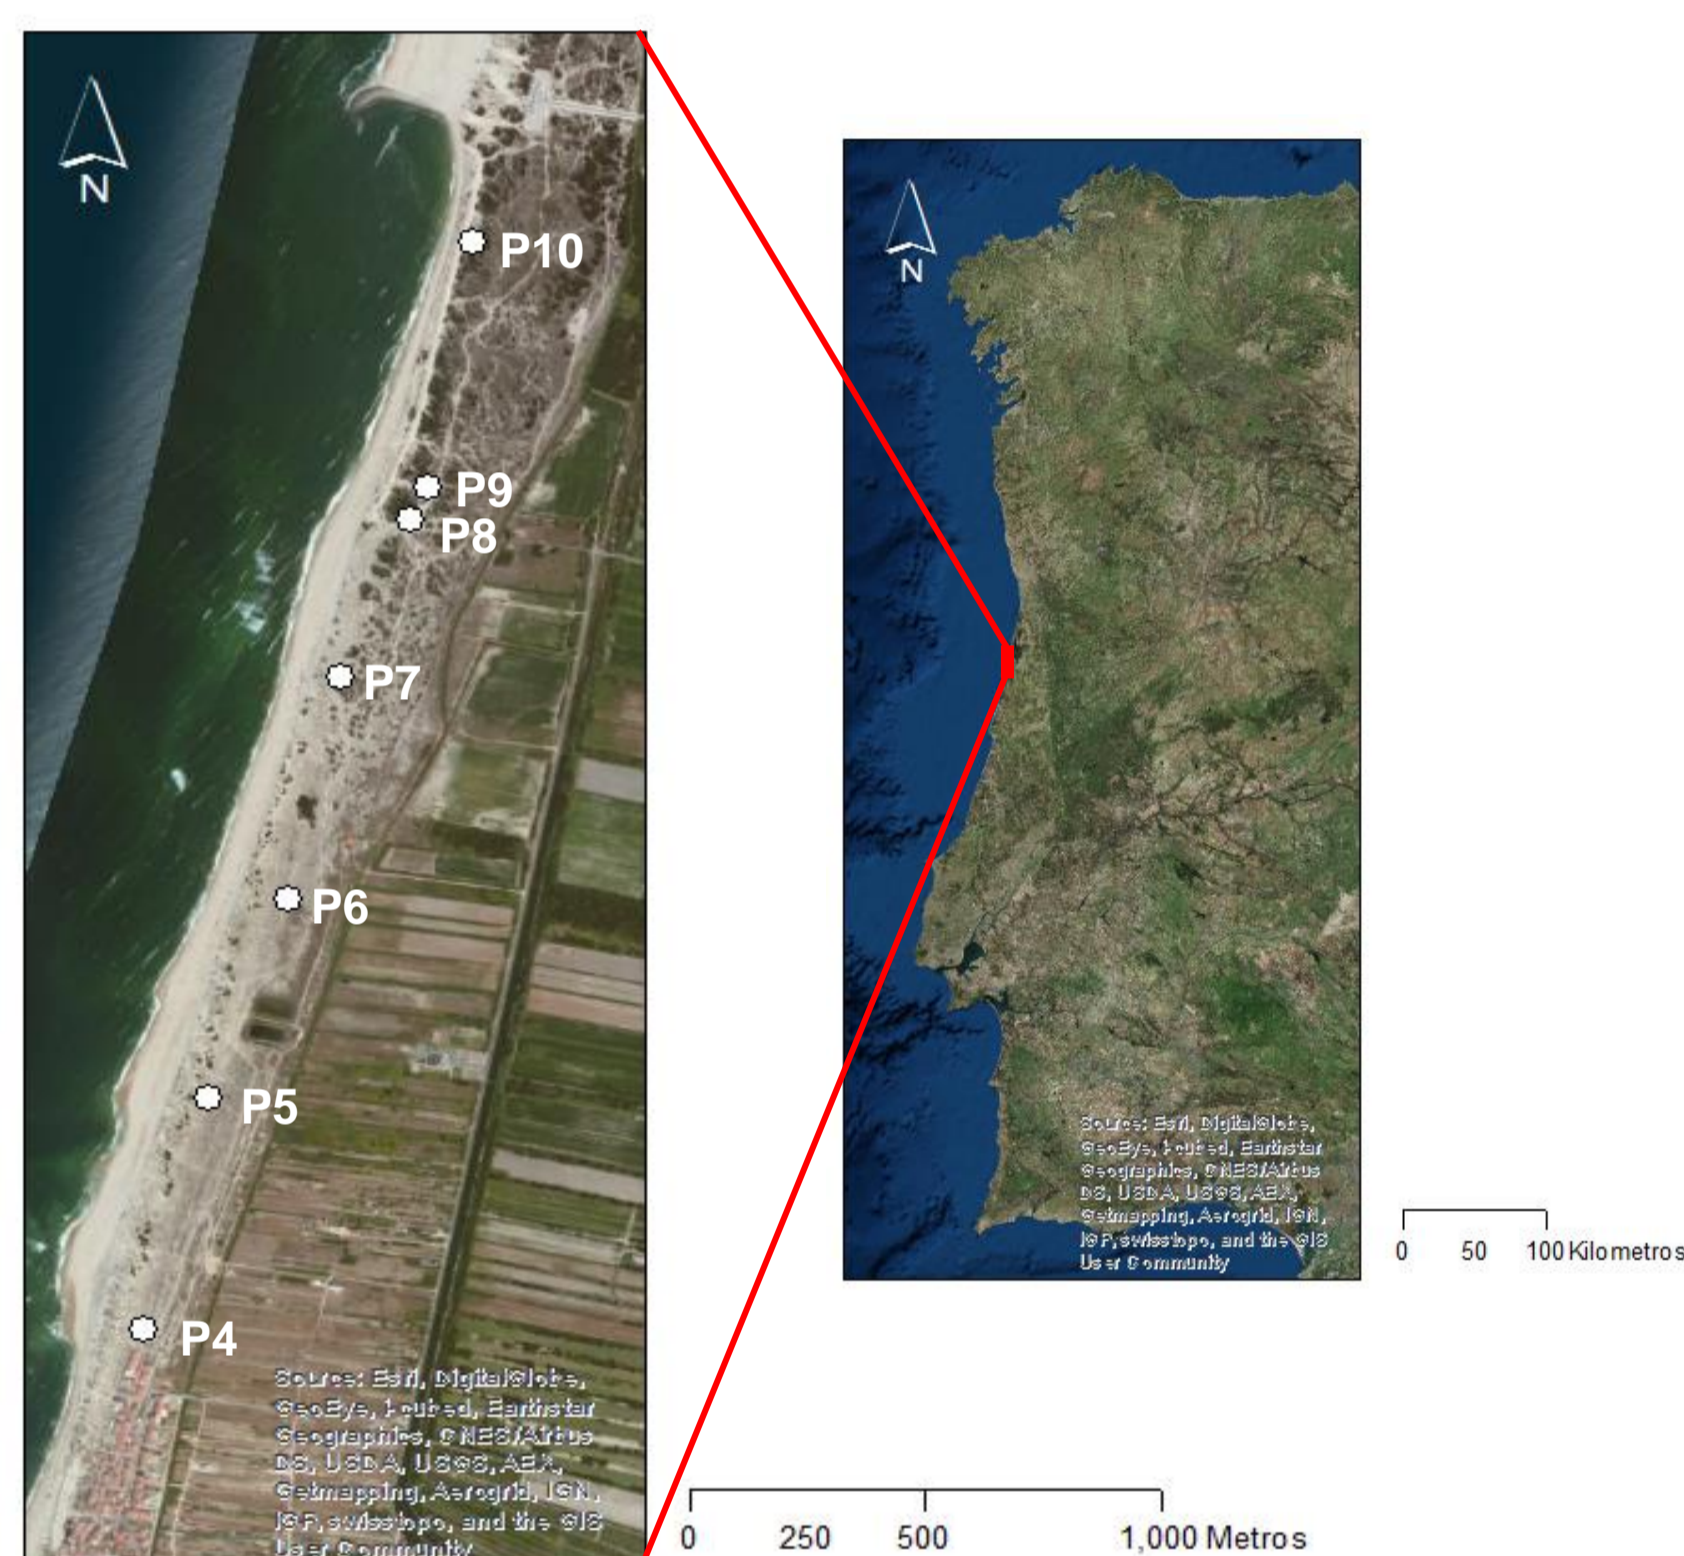 N
P10
P9
P8
P7
P6
P5
P4
Source: Esri, DigitalGlobe,
GeoEye, i-cubed, Earthstar
Geographics, CNES/Airbus
DS, USDA, USGS, AEX,
Getmapping, Aerogrid, IGN,
IGP, swisstopo, and the GIS
User Community
N
Source: Esri, DigitalGlobe,
GeoEye, i-cubed, Earthstar
Geographics, CNES/Airbus
DS, USDA, USGS, AEX,
Getmapping, Aerogrid, IGN,
IGP, swisstopo, and the GIS
User Community
0 50 100 Kilometros
0 250 500 1,000 Metros